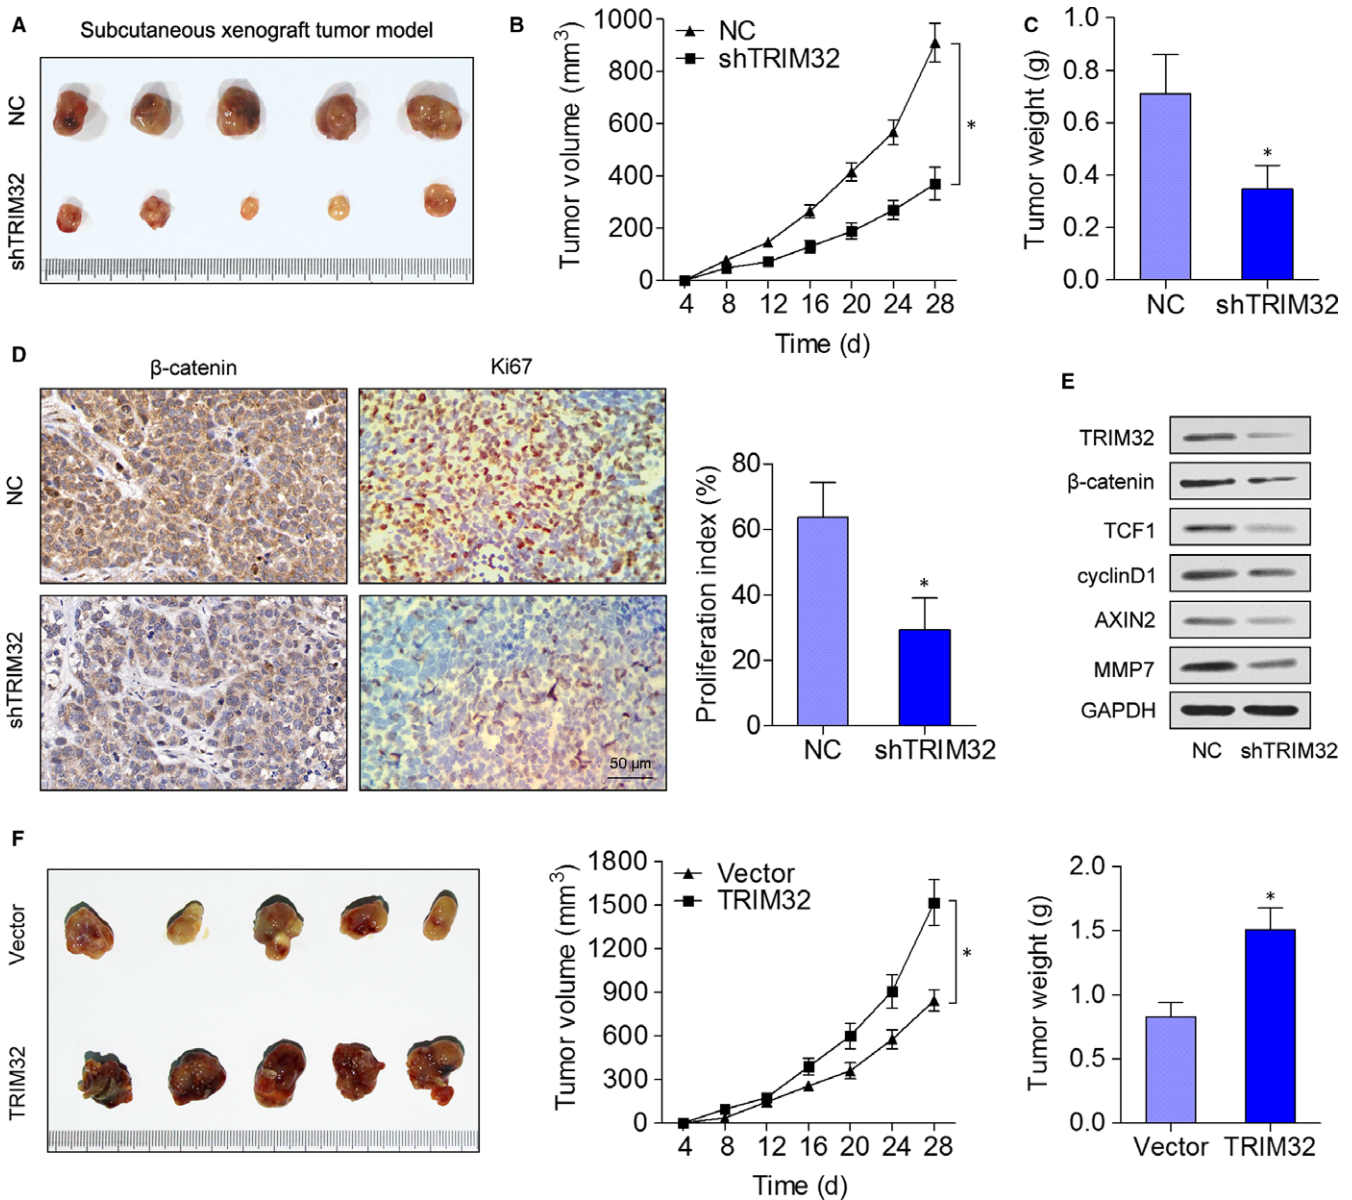 A
Subcutaneous xenograft tumor model
NC
shTRIM32
B
Tumor volume (mm3)
1000
800
600
400
200
0
NC
shTRIM32
*
4 8 12 16 20 24 28
Time (d)
C
Tumor weight (g)
1.0
0.8
0.6
0.4
0.2
0.0
*
NC shTRIM32
D
β-catenin Ki67
NC
shTRIM32
50 μm
Proliferation index (%)
80
60
40
20
0
*
NC shTRIM32
E
TRIM32
β-catenin
TCF1
cyclinD1
AXIN2
MMP7
GAPDH
NC shTRIM32
F
Vector
TRIM32
Tumor volume (mm3)
1800
1500
1200
900
600
300
0
Vector
TRIM32
*
4 8 12 16 20 24 28
Time (d)
Tumor weight (g)
2.0
1.5
1.0
0.5
0.0
*
Vector TRIM32